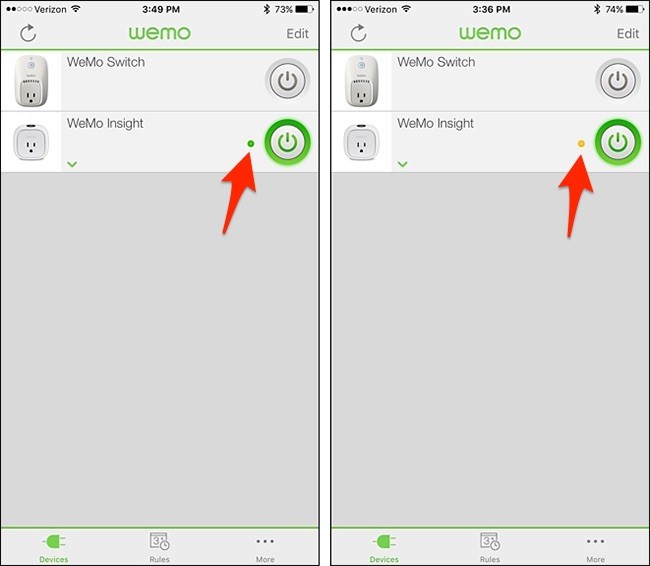 Verizon 3:49 PM 73%
wemo Edit
WeMo Switch
WeMo Insight
Devices Rules More
Verizon 3:36 PM 74%
wemo Edit
WeMo Switch
WeMo Insight
Devices Rules More